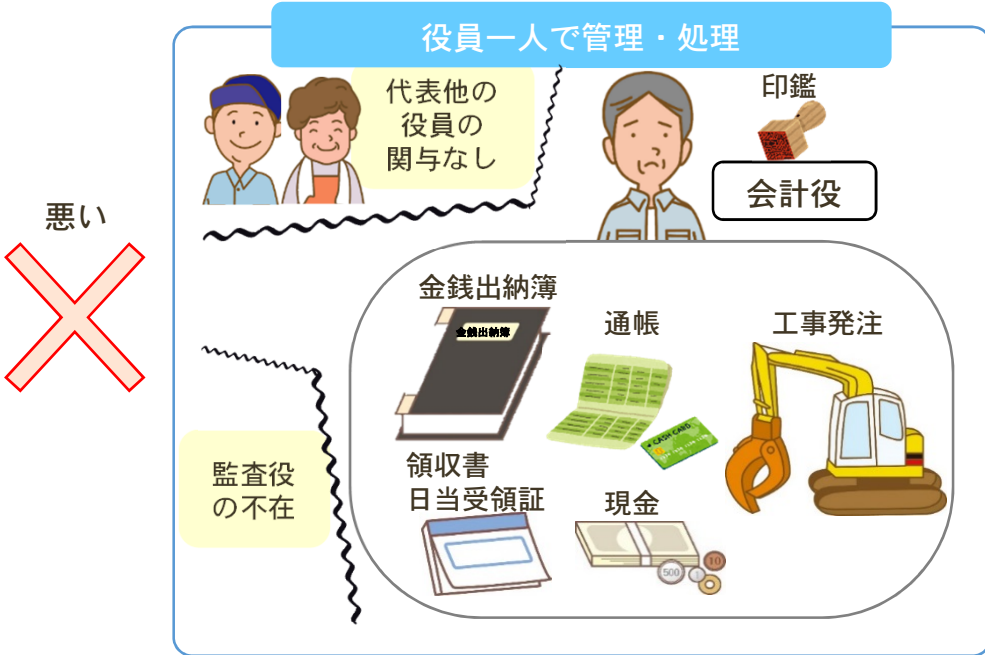 役員一人で管理・処理
代表他の
役員の
関与なし
印鑑
会計役
悪い
金銭出納簿
金銭出納簿
通帳
CASH CARD
工事発注
監査役
の不在
領収書
日当受領証
現金
500
1
10